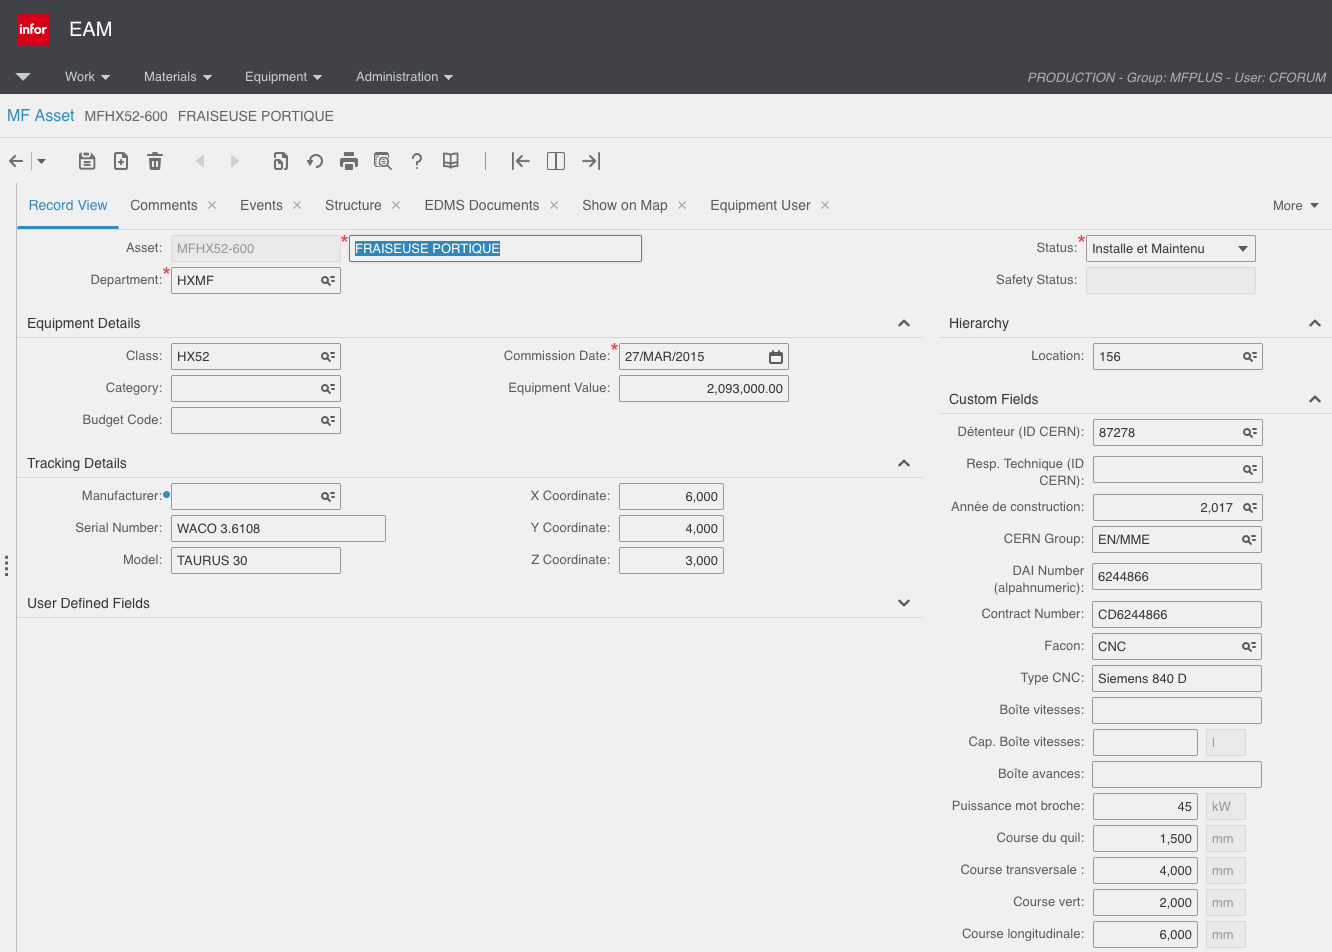 infor EAM
Work Materials Equipment Administration PRODUCTION - Group: MFPLUS - User: CFORUM
MF Asset MFHX52-600 FRAISEUSE PORTIQUE
Record View Comments × Events × Structure × EDMS Documents × Show on Map × Equipment User × More
Asset: MFHX52-600 * FRAISEUSE PORTIQUE Status:* Installe et Maintenu
Department:* HXMF Safety Status:
Equipment Details
Class: HX52 Commission Date:* 27/MAR/2015
Category: Equipment Value: 2,093,000.00
Budget Code:
Tracking Details
Manufacturer: X Coordinate: 6,000
Serial Number: WACO 3.6108 Y Coordinate: 4,000
Model: TAURUS 30 Z Coordinate: 3,000
User Defined Fields
Hierarchy
Location: 156
Custom Fields
Détenteur (ID CERN): 87278
Resp. Technique (ID
CERN):
Année de construction: 2,017
CERN Group: EN/MME
DAI Number
(alpahnumeric): 6244866
Contract Number: CD6244866
Facon: CNC
Type CNC: Siemens 840 D
Boîte vitesses:
Cap. Boîte vitesses: l
Boîte avances:
Puissance mot broche: 45 kW
Course du quil: 1,500 mm
Course transversale : 4,000 mm
Course vert: 2,000 mm
Course longitudinale: 6,000 mm